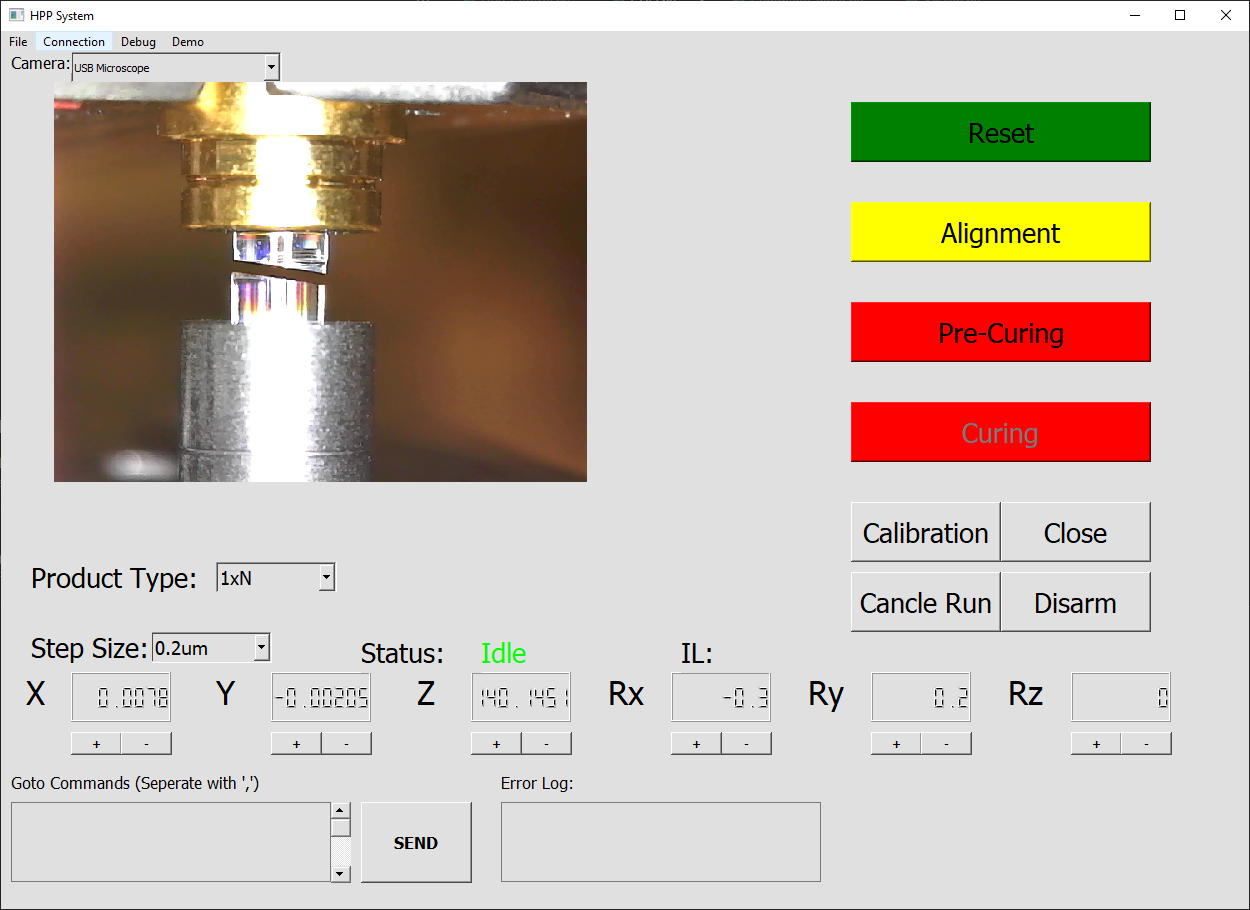 HPP System
File Connection Debug Demo
Camera: USB Microscope
Reset
Alignment
Pre-Curing
Curing
Calibration Close
Cancle Run Disarm
Product Type: 1xN
Step Size: 0.2um
Status: Idle IL:
X 0.0078 Y -0.00205 Z 140.1451 Rx -0.3 Ry 0.2 Rz 0
+ - + - + - + - + - + -
Goto Commands (Seperate with ',') Error Log:
SEND